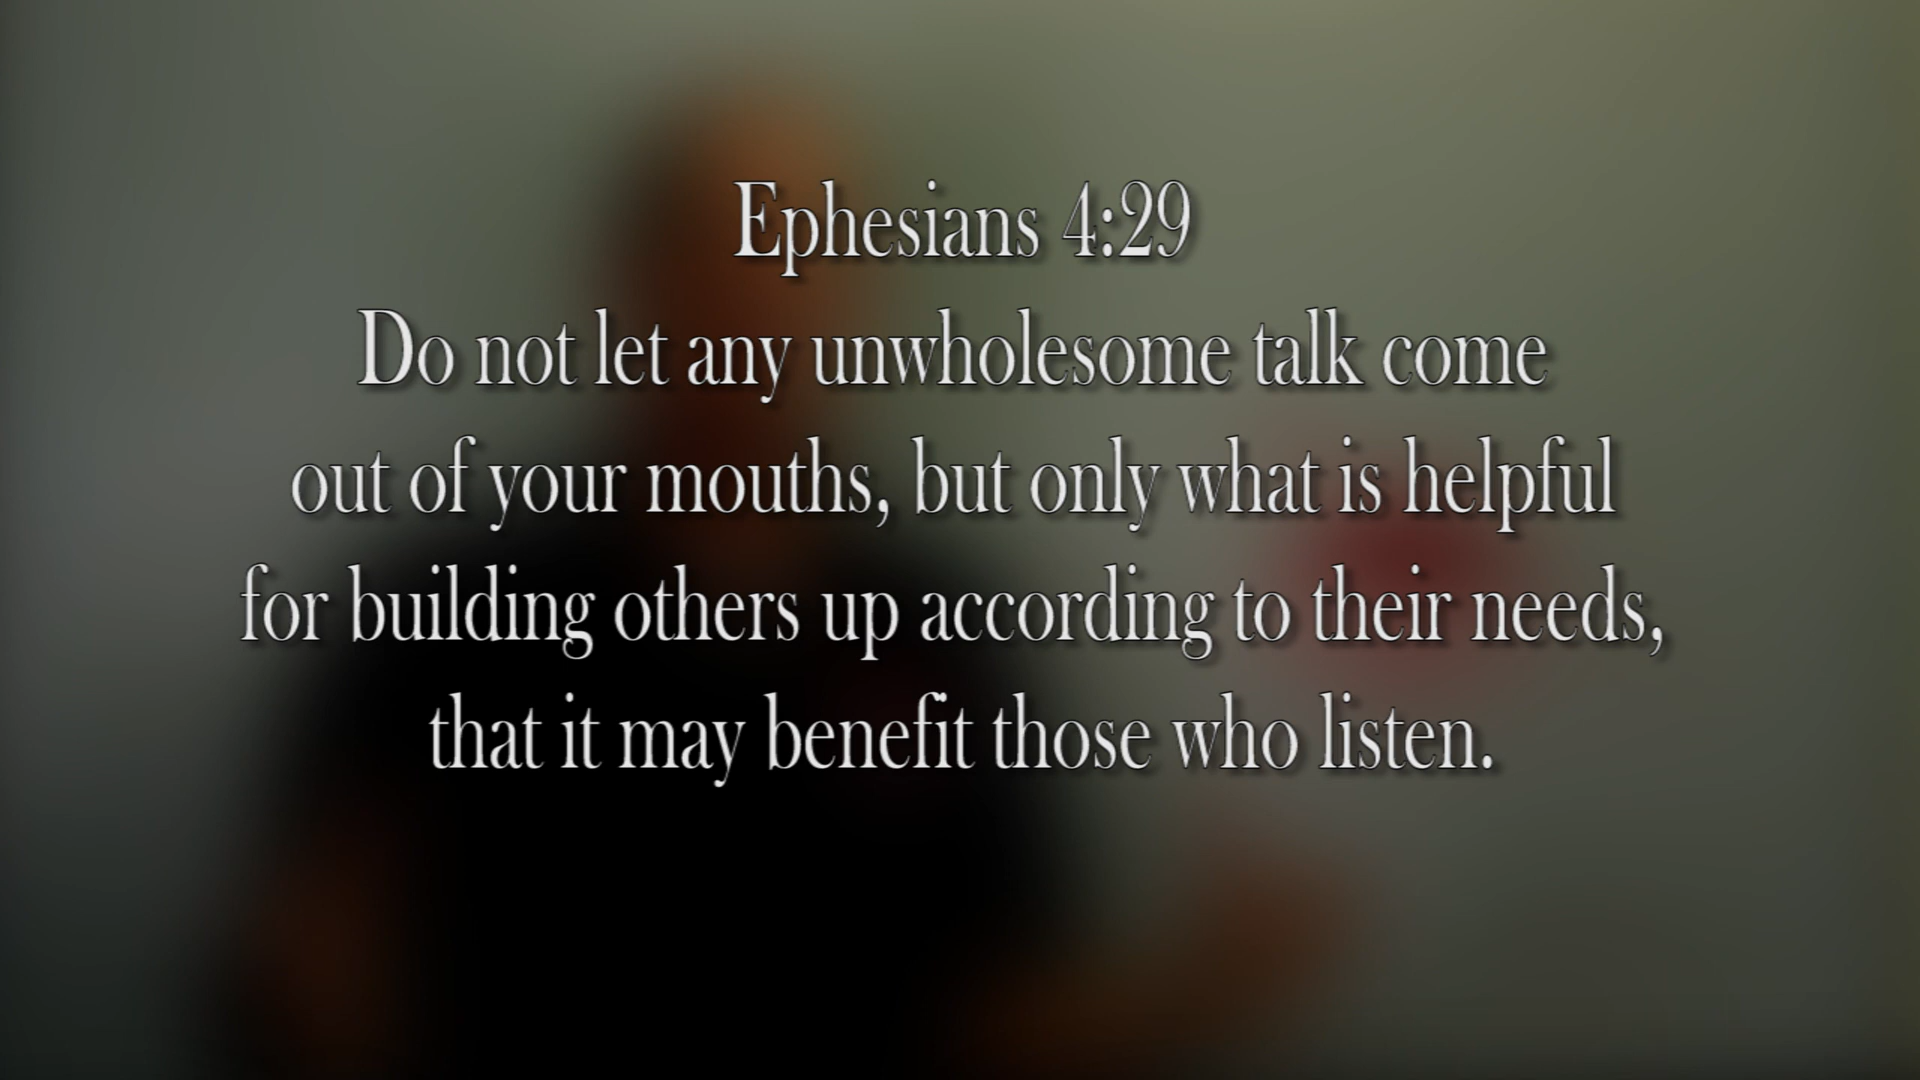 Ephesians 4:29
Do not let any unwholesome talk come
out of your mouths, but only what is helpful
for building others up according to their needs,
that it may benefit those who listen.